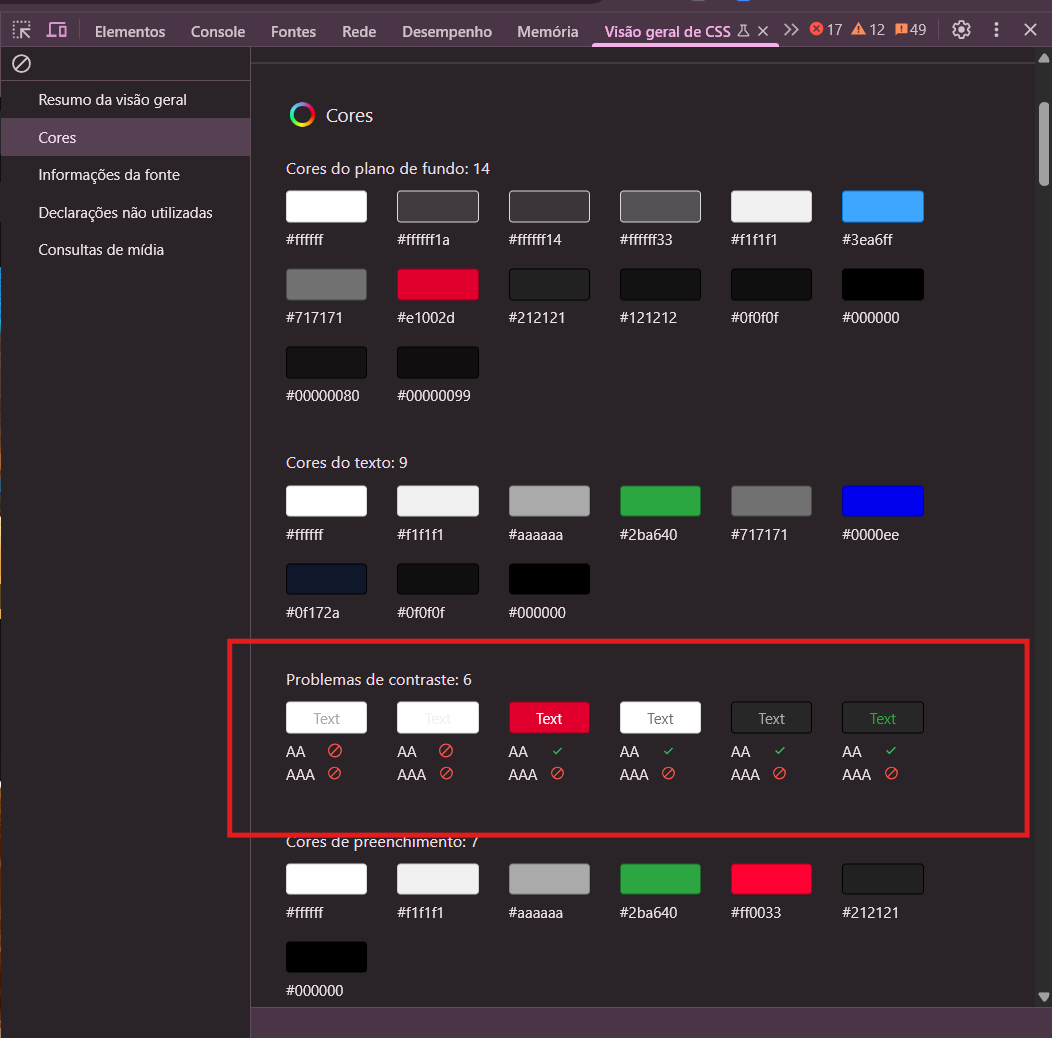 Elementos Console Fontes Rede Desempenho Memória Visão geral de CSS 17 12 49
Resumo da visão geral
Cores
Informações da fonte
Declarações não utilizadas
Consultas de mídia
Cores
Cores do plano de fundo: 14
#ffffff #ffffff1a #ffffff14 #ffffff33 #f1f1f1 #3ea6ff
#717171 #e1002d #212121 #121212 #0f0f0f #000000
#00000080 #00000099
Cores do texto: 9
#ffffff #f1f1f1 #aaaaaa #2ba640 #717171 #0000ee
#0f172a #0f0f0f #000000
Problemas de contraste: 6
Text Text Text Text Text Text
AA AA AA AA AA AA
AAA AAA AAA AAA AAA AAA
Cores de preenchimento: 7
#ffffff #f1f1f1 #aaaaaa #2ba640 #ff0033 #212121
#000000